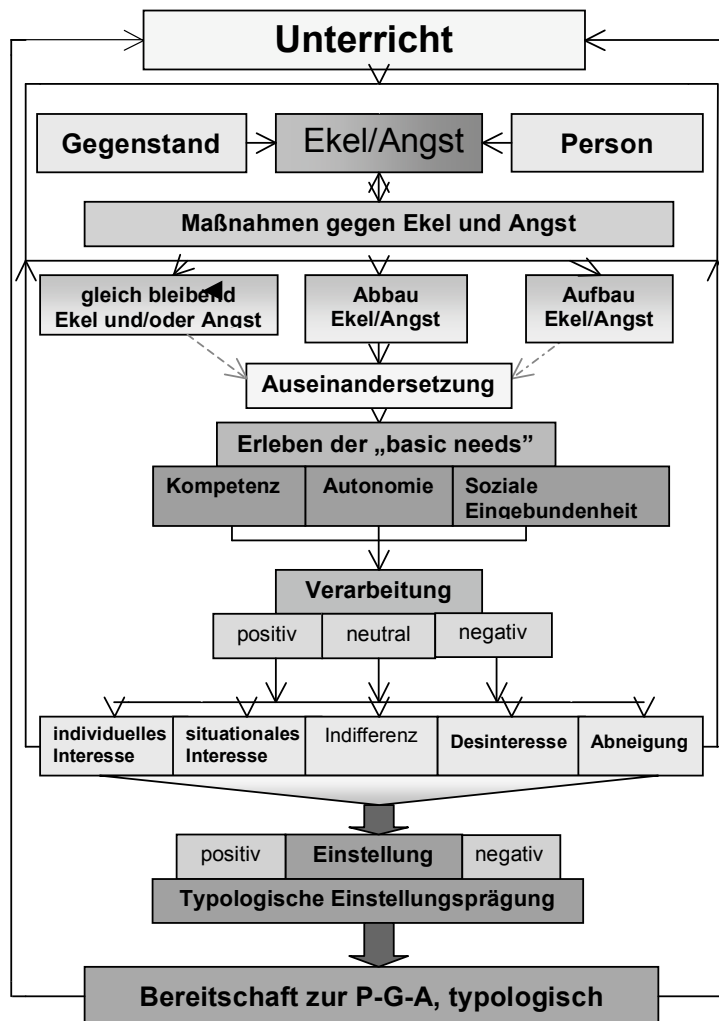 Unterricht
Gegenstand
Ekel/Angst
Person
Maßnahmen gegen Ekel und Angst
gleich bleibend
Ekel und/oder Angst
Abbau
Ekel/Angst
Aufbau
Ekel/Angst
Auseinandersetzung
Erleben der „basic needs”
Kompetenz
Autonomie
Soziale
Eingebundenheit
Verarbeitung
positiv
neutral
negativ
individuelles
Interesse
situationales
Interesse
Indifferenz
Desinteresse
Abneigung
positiv
Einstellung
negativ
Typologische Einstellungsprägung
Bereitschaft zur P-G-A, typologisch